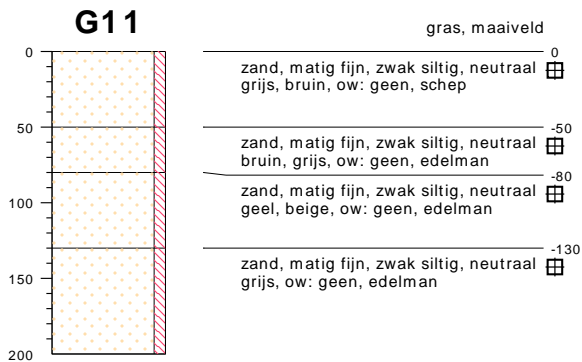 G11
gras, maaiveld
0
50
100
150
200
0
zand, matig fijn, zwak siltig, neutraal
grijs, bruin, ow: geen, schep
-50
zand, matig fijn, zwak siltig, neutraal
bruin, grijs, ow: geen, edelman
-80
zand, matig fijn, zwak siltig, neutraal
geel, beige, ow: geen, edelman
-130
zand, matig fijn, zwak siltig, neutraal
grijs, ow: geen, edelman